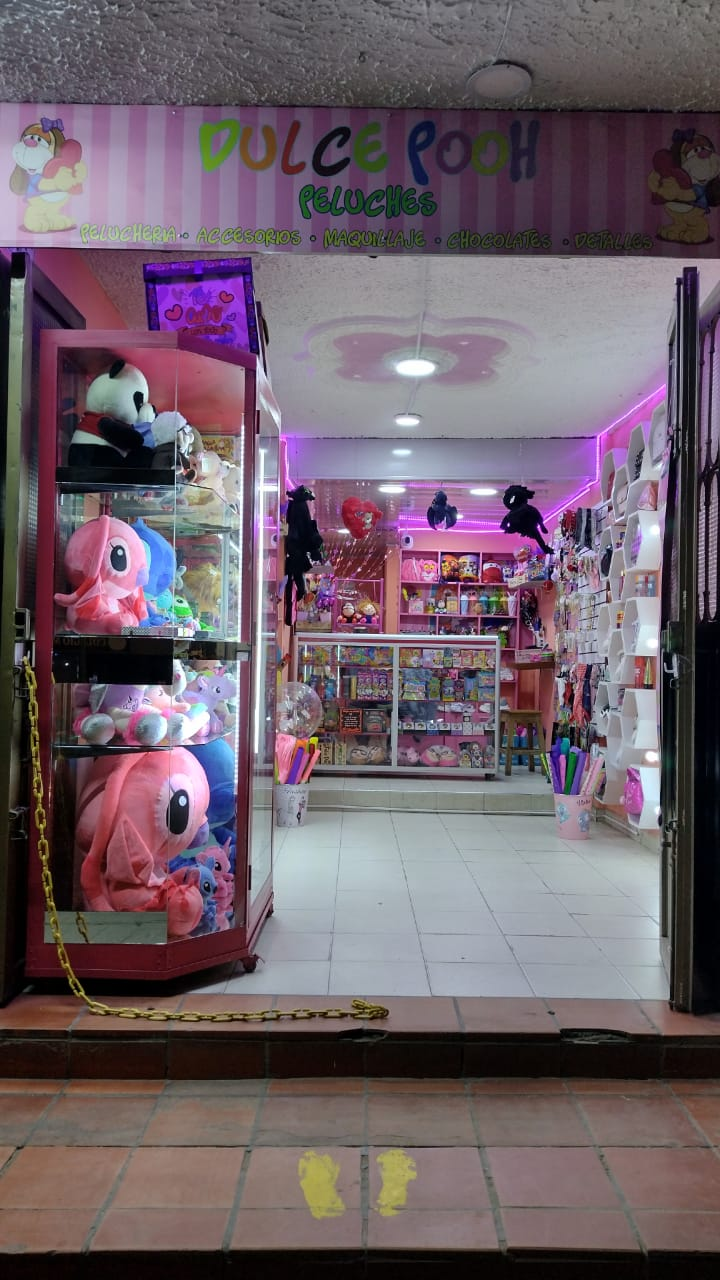 DULCE POOH
PELUCHES
PELUCHERIA • ACCESORIOS • MAQUILLAJE • CHOCOLATES • DETALLES